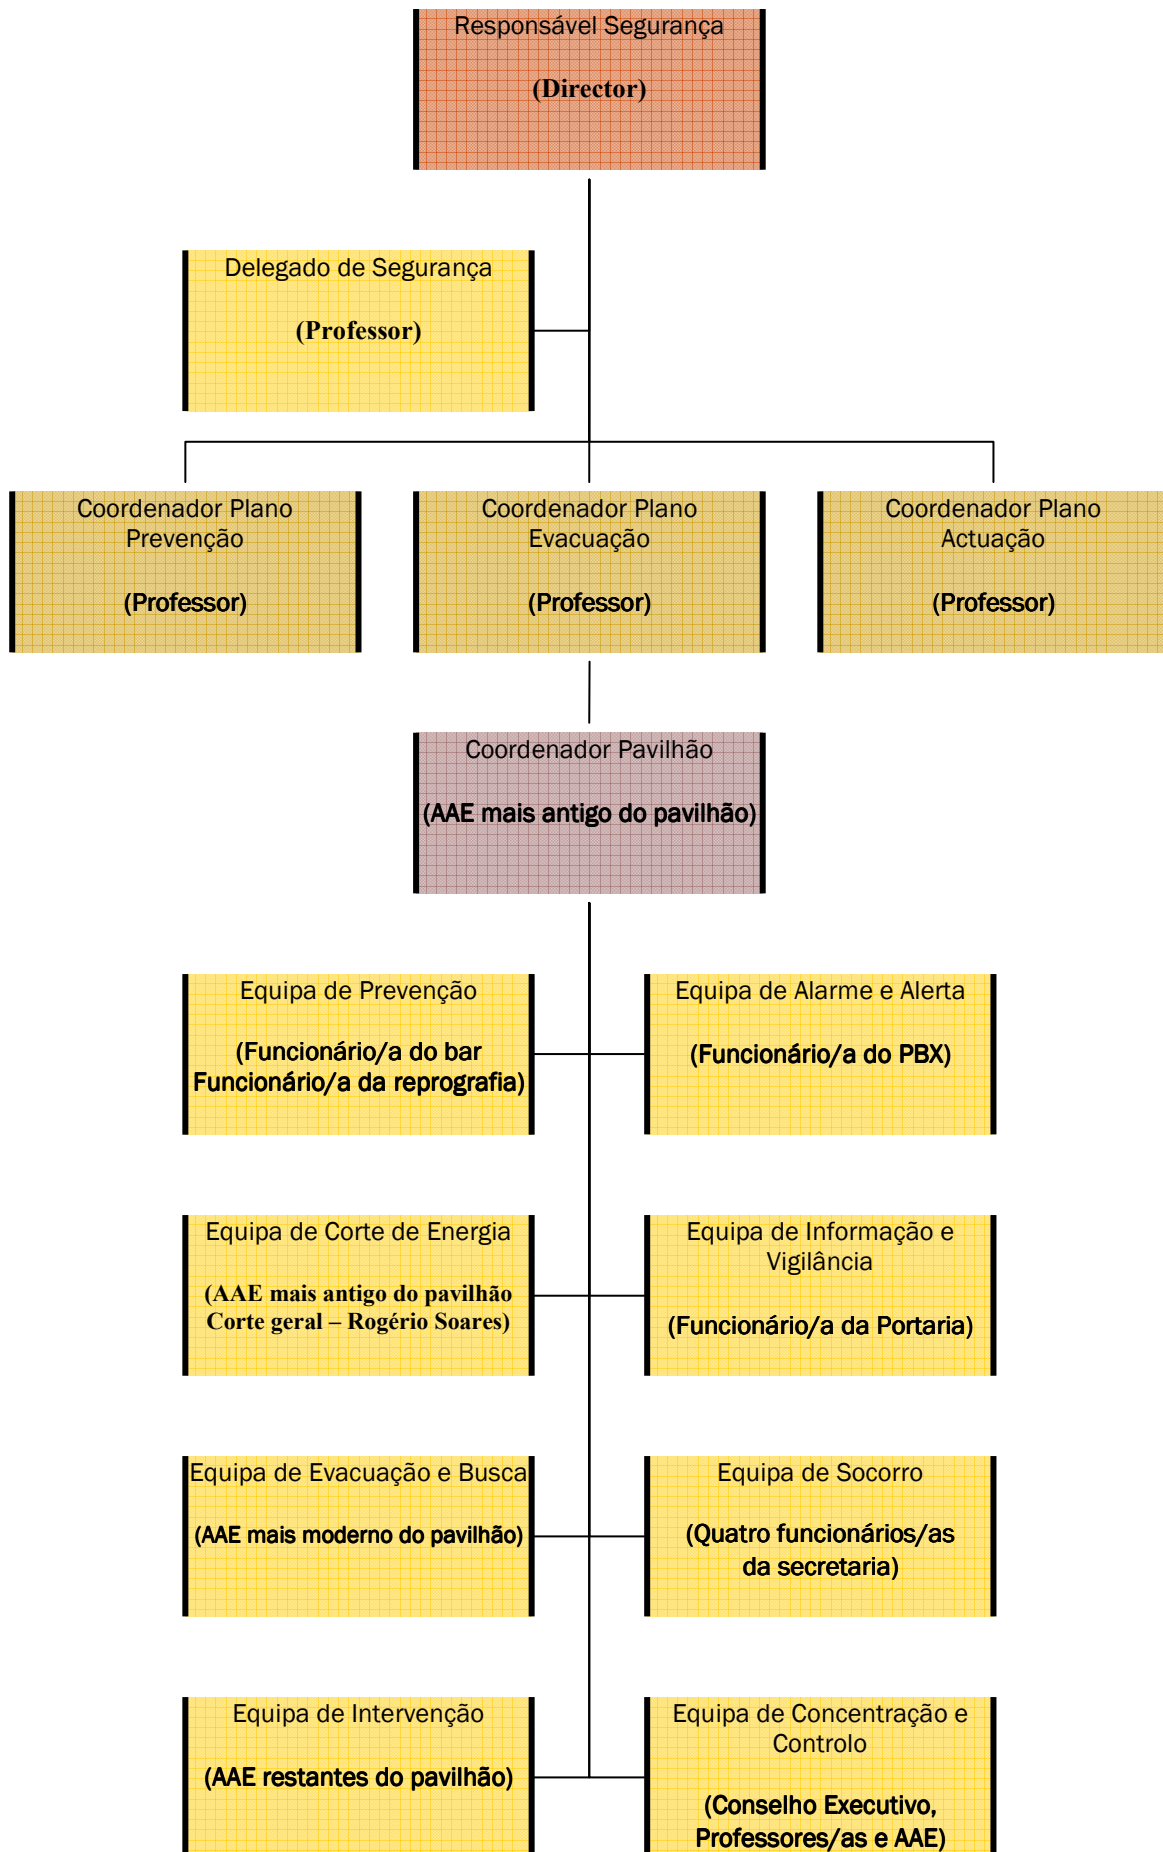 Responsável Segurança
(Director)
Delegado de Segurança
(Professor)
Coordenador Plano
Prevenção
(Professor)
Coordenador Plano
Evacuação
(Professor)
Coordenador Plano
Actuação
(Professor)
Coordenador Pavilhão
(AAE mais antigo do pavilhão)
Equipa de Prevenção
(Funcionário/a do bar
Funcionário/a da reprografia)
Equipa de Alarme e Alerta
(Funcionário/a do PBX)
Equipa de Corte de Energia
(AAE mais antigo do pavilhão
Corte geral – Rogério Soares)
Equipa de Informação e
Vigilância
(Funcionário/a da Portaria)
Equipa de Evacuação e Busca
(AAE mais moderno do pavilhão)
Equipa de Socorro
(Quatro funcionários/as
da secretaria)
Equipa de Intervenção
(AAE restantes do pavilhão)
Equipa de Concentração e
Controlo
(Conselho Executivo,
Professores/as e AAE)